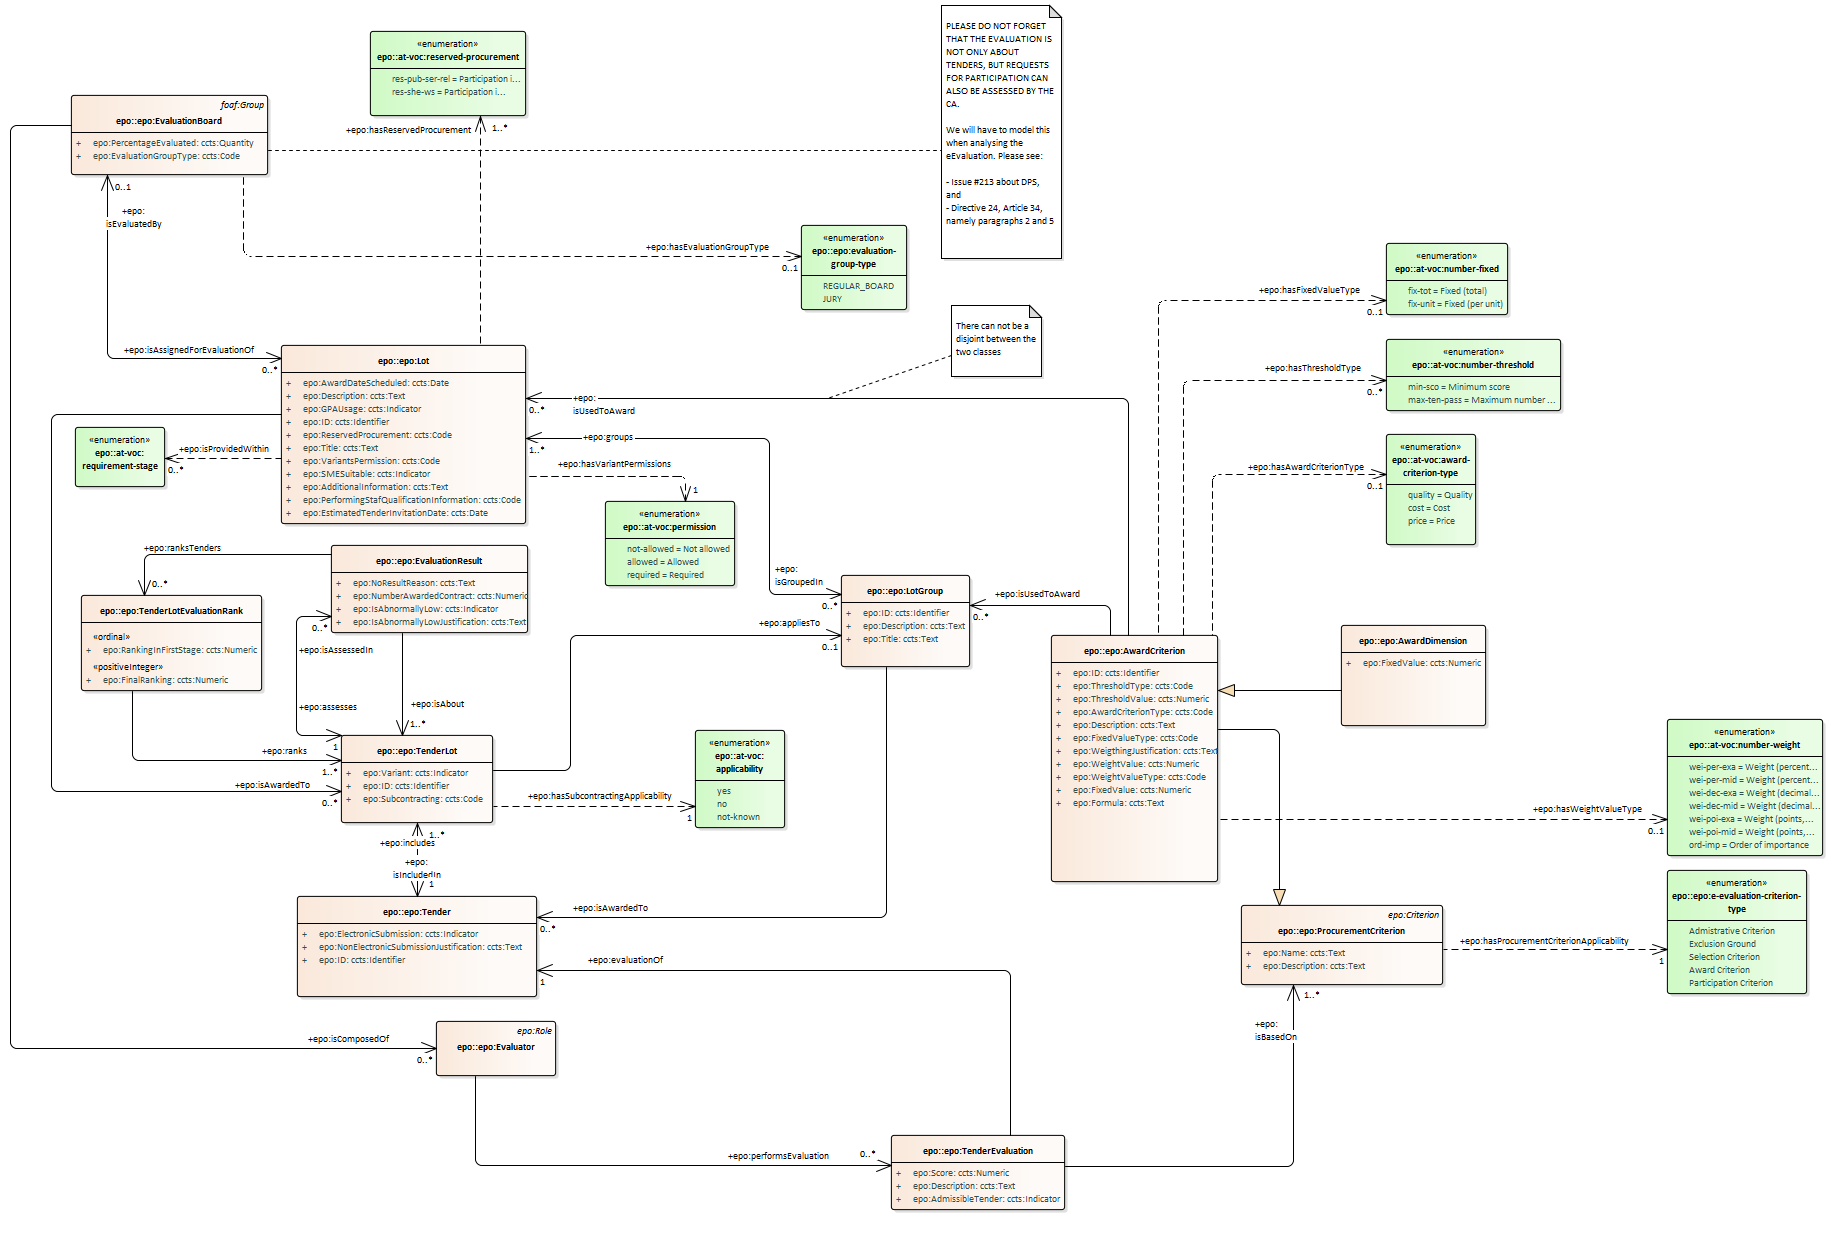 «enumeration»
epo::at-voc:reserved-procurement
res-pub-ser-rel = Participation i...
res-she-ws = Participation i...
PLEASE DO NOT FORGET
THAT THE EVALUATION IS
NOT ONLY ABOUT
TENDERS, BUT REQUESTS
FOR PARTICIPATION CAN
ALSO BE ASSESSED BY THE
CA.
We will have to model this
when analysing the
eEvaluation. Please see:
- Issue #213 about DPS,
and
- Directive 24, Article 34,
namely paragraphs 2 and 5
foaf:Group
epo::epo:EvaluationBoard
+ epo:PercentageEvaluated: ccts:Quantity
+ epo:EvaluationGroupType: ccts:Code
+epo:hasReservedProcurement
1..*
0..1
+epo:
isEvaluatedBy
+epo:hasEvaluationGroupType
0..1
«enumeration»
epo::epo:evaluation-
group-type
REGULAR_BOARD
JURY
«enumeration»
epo::at-voc:number-fixed
fix-tot = Fixed (total)
fix-unit = Fixed (per unit)
+epo:hasFixedValueType
0..1
There can not be a
disjoint between the
two classes
+epo:isAssignedForEvaluationOf
0..*
epo::epo:Lot
+ epo:AwardDateScheduled: ccts:Date
+ epo:Description: ccts:Text
+ epo:GPAUsage: ccts:Indicator
+ epo:ID: ccts:Identifier
+ epo:ReservedProcurement: ccts:Code
+ epo:Title: ccts:Text
+ epo:VariantsPermission: ccts:Code
+ epo:SMESuitable: ccts:Indicator
+ epo:AdditionalInformation: ccts:Text
+ epo:PerformingStafQualificationInformation: ccts:Code
+ epo:EstimatedTenderInvitationDate: ccts:Date
«enumeration»
epo::at-voc:number-threshold
min-sco = Minimum score
max-ten-pass = Maximum number ...
+epo:hasThresholdType
0..*
+epo:
isUsedToAward
0..*
+epo:groups
1..*
«enumeration»
epo::at-voc:
requirement-stage
+epo:isProvidedWithin
0..*
+epo:hasVariantPermissions
1
«enumeration»
epo::at-voc:award-
criterion-type
quality = Quality
cost = Cost
price = Price
+epo:hasAwardCriterionType
0..1
«enumeration»
epo::at-voc:permission
not-allowed = Not allowed
allowed = Allowed
required = Required
+epo:ranksTenders
0..*
epo::epo:EvaluationResult
+ epo:NoResultReason: ccts:Text
+ epo:NumberAwardedContract: ccts:Numeric
+ epo:IsAbnormallyLow: ccts:Indicator
+ epo:IsAbnormallyLowJustification: ccts:Text
+epo:
isGroupedIn
0..*
epo::epo:LotGroup
+ epo:ID: ccts:Identifier
+ epo:Description: ccts:Text
+ epo:Title: ccts:Text
+epo:isUsedToAward
0..*
epo::epo:TenderLotEvaluationRank
«ordinal»
+ epo:RankingInFirstStage: ccts:Numeric
«positiveInteger»
+ epo:FinalRanking: ccts:Numeric
0..*
+epo:isAssessedIn
+epo:appliesTo
0..1
epo::epo:AwardCriterion
+ epo:ID: ccts:Identifier
+ epo:ThresholdType: ccts:Code
+ epo:ThresholdValue: ccts:Numeric
+ epo:AwardCriterionType: ccts:Code
+ epo:Description: ccts:Text
+ epo:FixedValueType: ccts:Code
+ epo:WeigthingJustification: ccts:Text
+ epo:WeightValue: ccts:Numeric
+ epo:WeightValueType: ccts:Code
+ epo:FixedValue: ccts:Numeric
+ epo:Formula: ccts:Text
epo::epo:AwardDimension
+ epo:FixedValue: ccts:Numeric
+epo:assesses
1
+epo:isAbout
1..*
+epo:ranks
1..*
+epo:isAwardedTo
0..*
epo::epo:TenderLot
+ epo:Variant: ccts:Indicator
+ epo:ID: ccts:Identifier
+ epo:Subcontracting: ccts:Code
+epo:hasSubcontractingApplicability
1
«enumeration»
epo::at-voc:
applicability
yes
no
not-known
«enumeration»
epo::at-voc:number-weight
wei-per-exa = Weight (percent...
wei-per-mid = Weight (percent...
wei-dec-exa = Weight (decimal...
wei-dec-mid = Weight (decimal...
wei-poi-exa = Weight (points,...
wei-poi-mid = Weight (points,...
ord-imp = Order of importance
+epo:hasWeightValueType
0..1
1..*
+epo:includes
+epo:
isIncludedIn
1
epo::epo:Tender
+ epo:ElectronicSubmission: ccts:Indicator
+ epo:NonElectronicSubmissionJustification: ccts:Text
+ epo:ID: ccts:Identifier
+epo:isAwardedTo
0..*
+epo:evaluationOf
1
epo:Criterion
epo::epo:ProcurementCriterion
+ epo:Name: ccts:Text
+ epo:Description: ccts:Text
+epo:hasProcurementCriterionApplicability
1
«enumeration»
epo::epo:e-evaluation-criterion-
type
Admistrative Criterion
Exclusion Ground
Selection Criterion
Award Criterion
Participation Criterion
1..*
+epo:
isBasedOn
+epo:isComposedOf
0..*
epo:Role
epo::epo:Evaluator
+epo:performsEvaluation
0..*
epo::epo:TenderEvaluation
+ epo:Score: ccts:Numeric
+ epo:Description: ccts:Text
+ epo:AdmissibleTender: ccts:Indicator